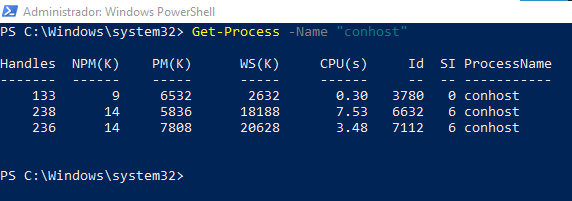 Administrador: Windows PowerShell
PS C:\Windows\system32> Get-Process -Name "conhost"
Handles  NPM(K)    PM(K)      WS(K)     CPU(s)     Id  SI ProcessName
-------  ------    -----      -----     ------     --  -- -----------
    133       9     6532       2632       0.30   3780   0 conhost
    238      14     5836      18188       7.53   6632   6 conhost
    236      14     7808      20628       3.48   7112   6 conhost
PS C:\Windows\system32>